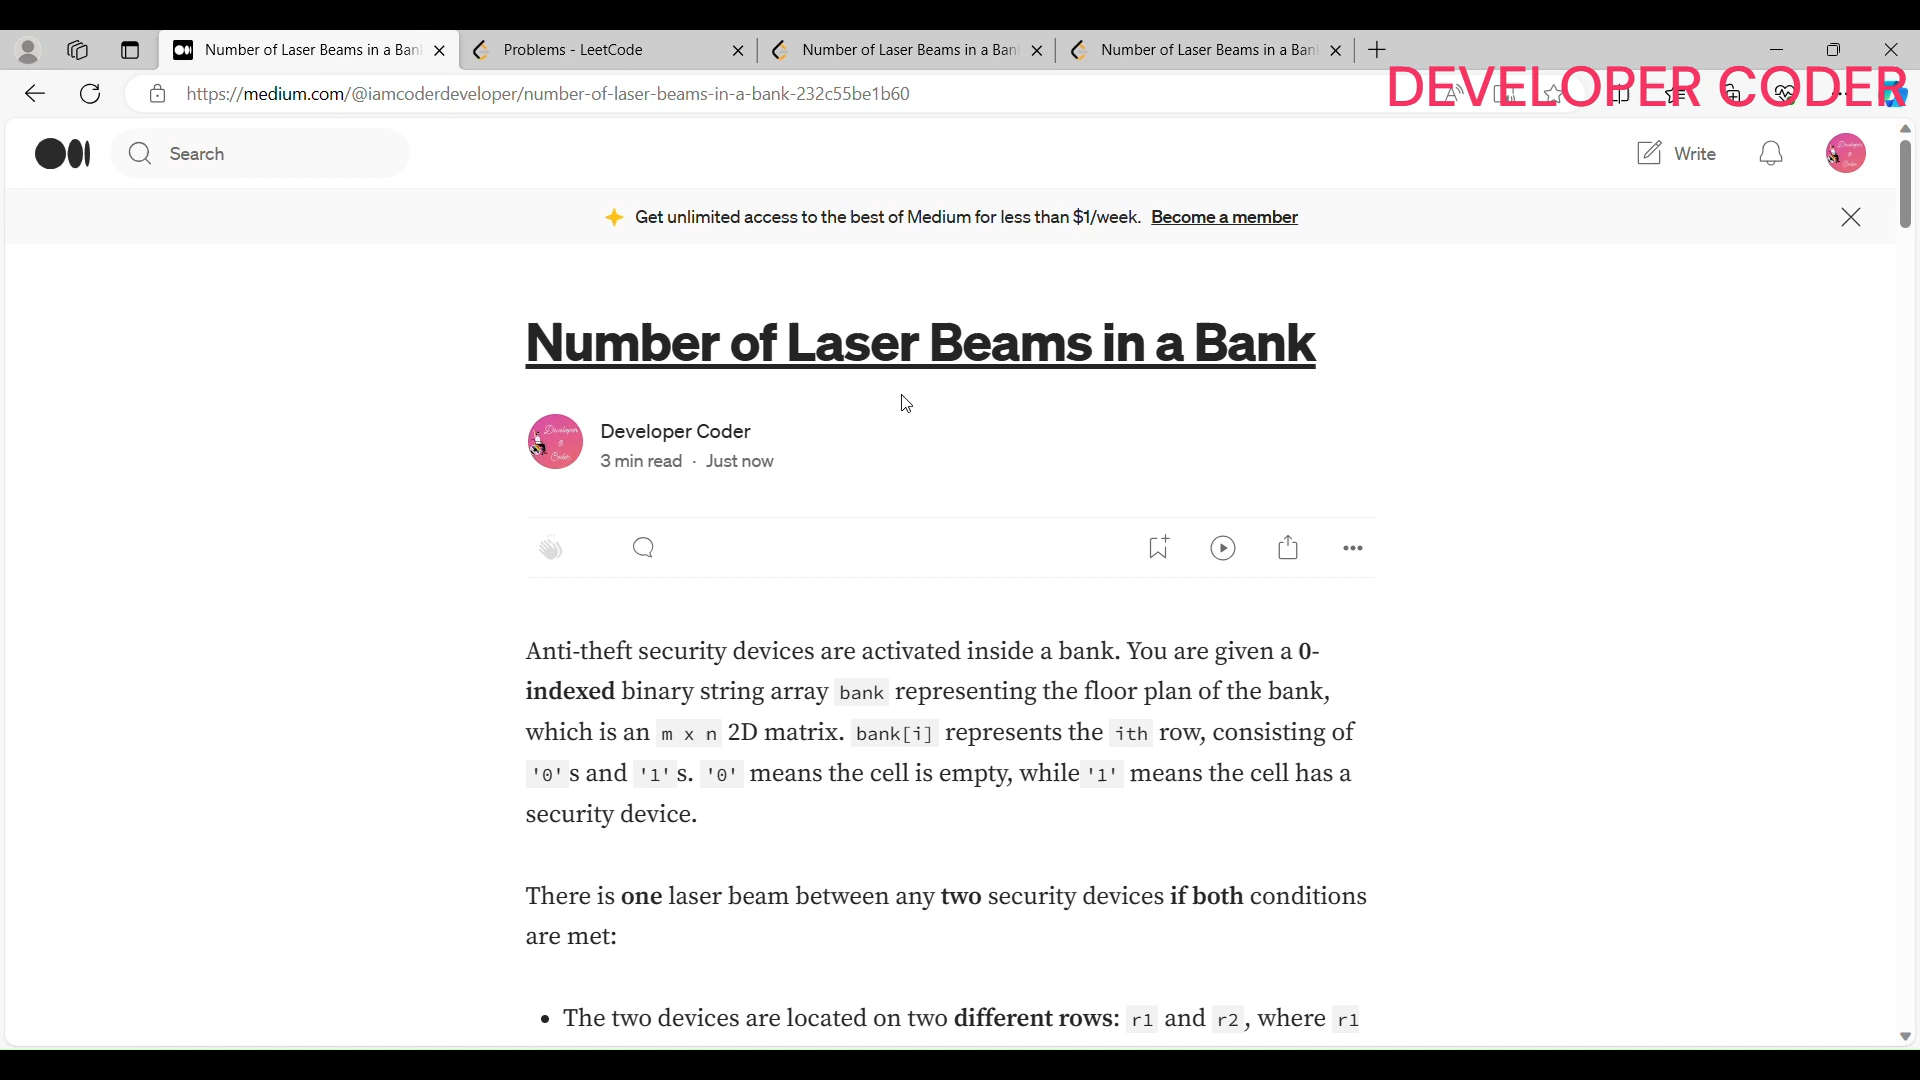 Number of Laser Beams in a Ban
Problems - LeetCode
Number of Laser Beams in a Ban
Number of Laser Beams in a Ban
https://medium.com/@iamcoderdeveloper/number-of-laser-beams-in-a-bank-232c55be1b60
DEVELOPER CODER
Search
Write
Get unlimited access to the best of Medium for less than $1/week. Become a member
Number of Laser Beams in a Bank
Developer Coder
3 min read · Just now
Anti-theft security devices are activated inside a bank. You are given a 0-
indexed binary string array bank representing the floor plan of the bank,
which is an m x n 2D matrix. bank[i] represents the ith row, consisting of
'0's and '1's. '0' means the cell is empty, while '1' means the cell has a
security device.
There is one laser beam between any two security devices if both conditions
are met:
• The two devices are located on two different rows: r1 and r2, where r1